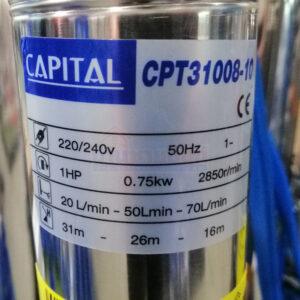 CAPITAL CPT31008-10
CE
220/240v 50Hz 1~
1HP 0.75kw 2850r/min
20 L/min - 50Lmin - 70L/min
31m - 26m - 16m